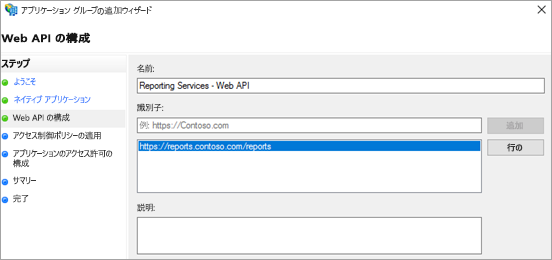 アプリケーション グループの追加ウィザード
Web API の構成
ステップ
ようこそ
ネイティブ アプリケーション
Web API の構成
アクセス制御ポリシーの適用
アプリケーションのアクセス許可の
構成
サマリー
完了
名前:
Reporting Services - Web API
識別子:
例: https://Contoso.com
追加
https://reports.contoso.com/reports
行の
説明: